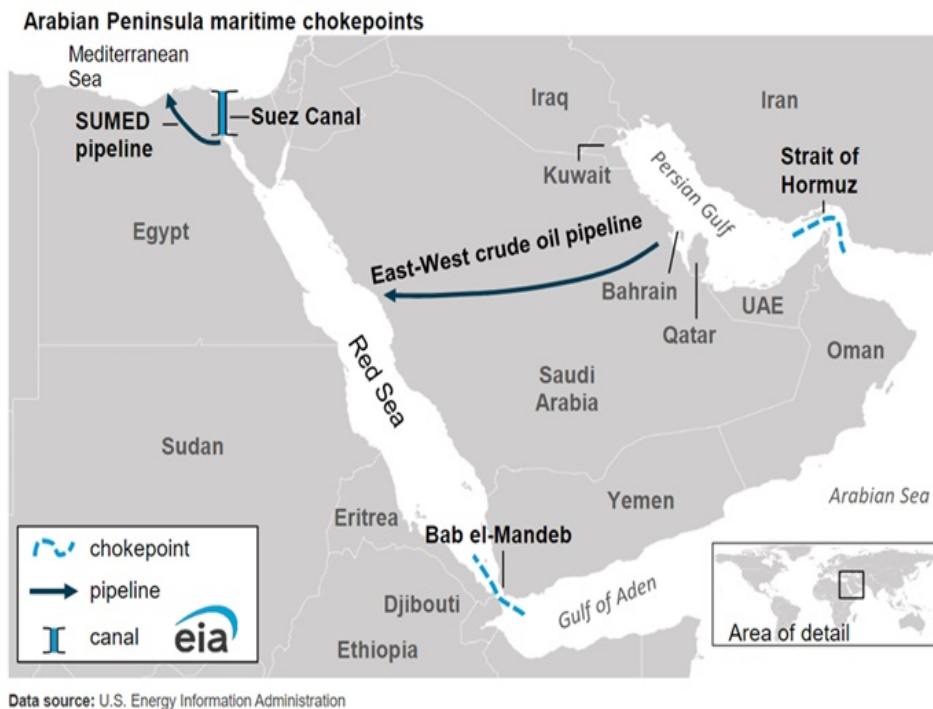 Arabian Peninsula maritime chokepoints
Mediterranean
Sea
SUMED
pipeline
Suez Canal
Iraq
Iran
Kuwait
Persian Gulf
Strait of
Hormuz
Egypt
East-West crude oil pipeline
Bahrain
Qatar
UAE
Oman
Red Sea
Saudi
Arabia
Sudan
Yemen
Arabian Sea
Eritrea
Bab el-Mandeb
Djibouti
Gulf of Aden
Ethiopia
chokepoint
pipeline
canal
eia
Area of detail
Data source: U.S. Energy Information Administration